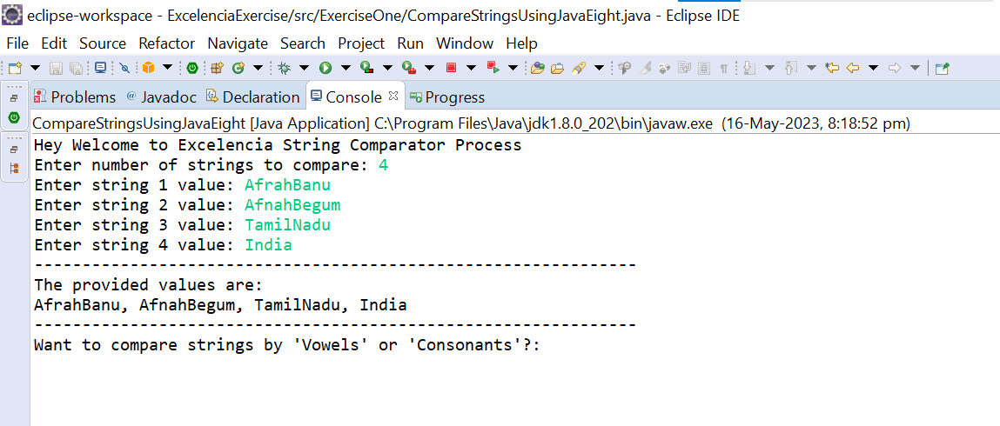 eclipse-workspace - ExcelenciaExercise/src/ExerciseOne/CompareStringsUsingJavaEight.java - Eclipse IDE
File Edit Source Refactor Navigate Search Project Run Window Help
Problems @ Javadoc Declaration Console Progress
CompareStringsUsingJavaEight [Java Application] C:\Program Files\Java\jdk1.8.0_202\bin\javaw.exe (16-May-2023, 8:18:52 pm)
Hey Welcome to Excelencia String Comparator Process
Enter number of strings to compare: 4
Enter string 1 value: AfrahBanu
Enter string 2 value: AfnahBegum
Enter string 3 value: TamilNadu
Enter string 4 value: India
---------------------------------------------------------------
The provided values are:
AfrahBanu, AfnahBegum, TamilNadu, India
---------------------------------------------------------------
Want to compare strings by 'Vowels' or 'Consonants'?: